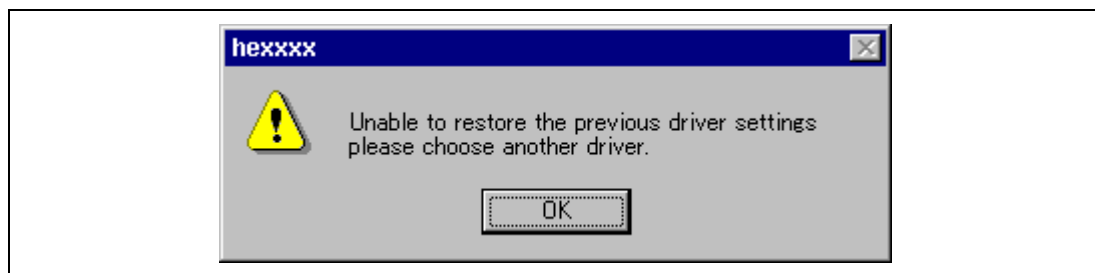 hexxxx
Unable to restore the previous driver settings
please choose another driver.
OK